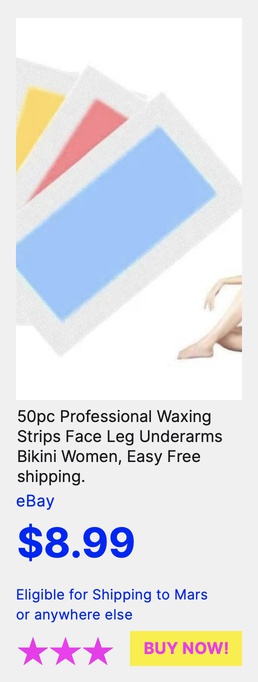 50pc Professional Waxing
Strips Face Leg Underarms
Bikini Women, Easy Free
shipping.
eBay
$8.99
Eligible for Shipping to Mars
or anywhere else
BUY NOW!